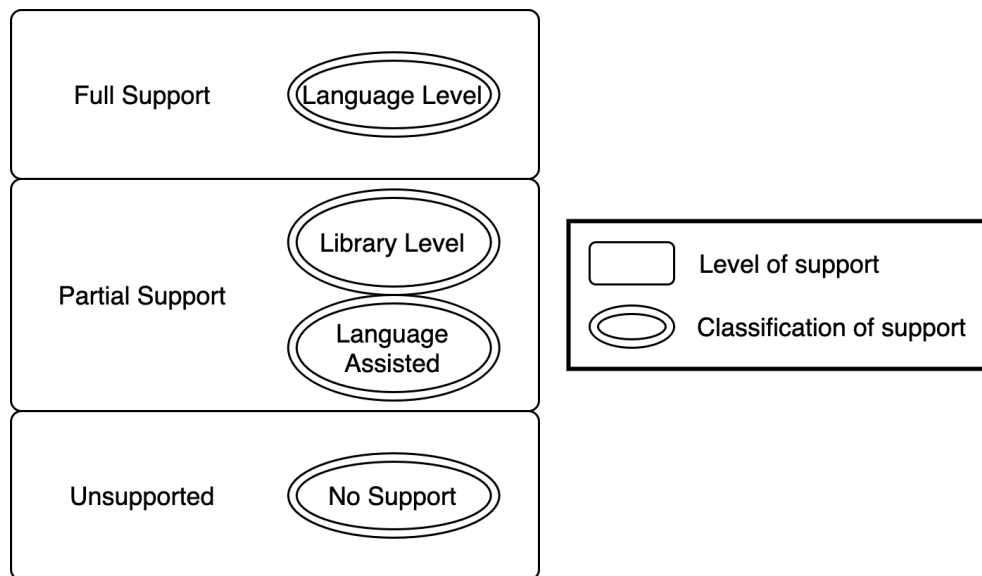 Full Support
Language Level
Partial Support
Library Level
Language
Assisted
Unsupported
No Support
Level of support
Classification of support